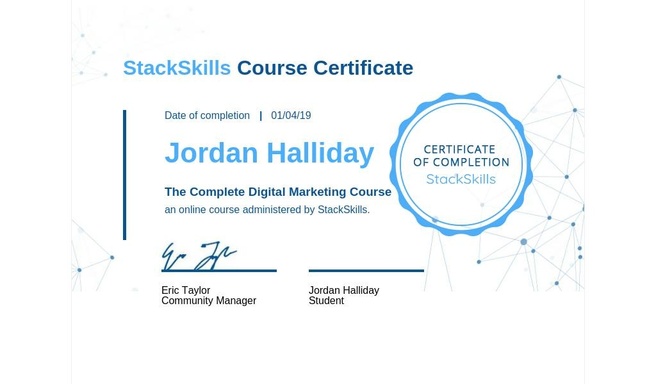 StackSkills Course Certificate
Date of completion | 01/04/19
Jordan Halliday
The Complete Digital Marketing Course
an online course administered by StackSkills.
CERTIFICATE
OF COMPLETION
StackSkills
Eric Taylor
Community Manager
Jordan Halliday
Student